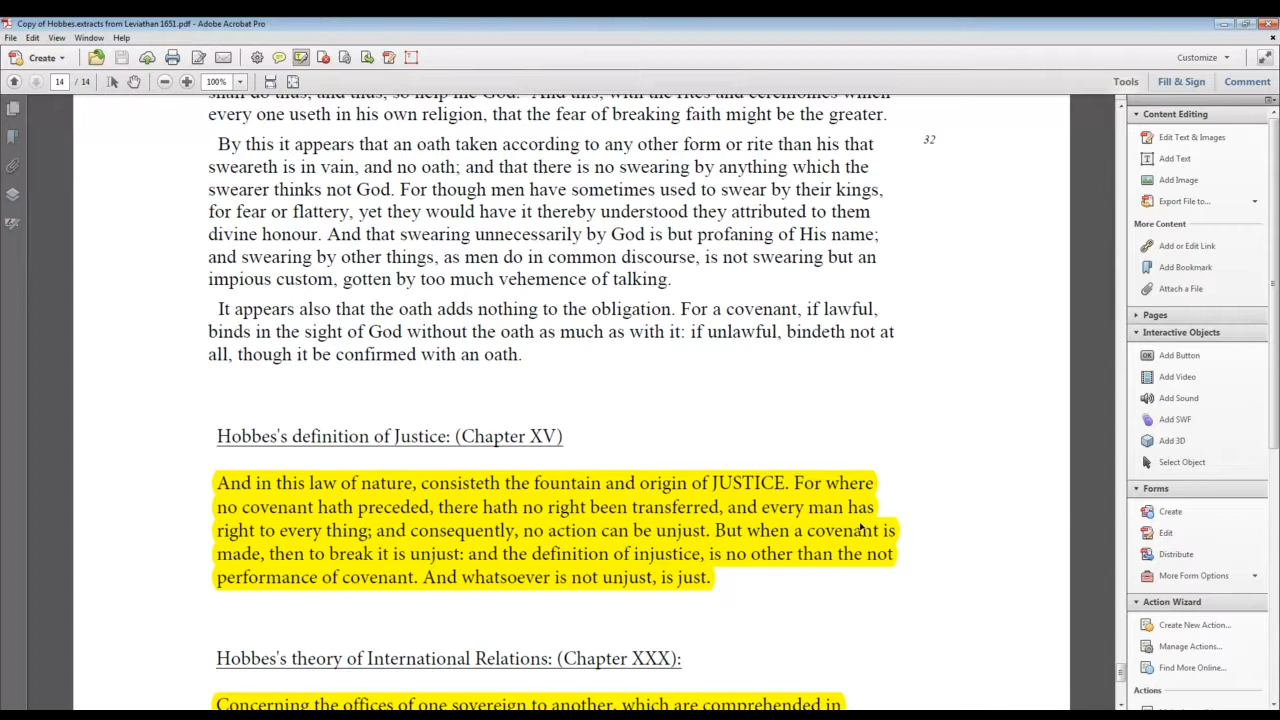 Copy of Hobbes.extracts from Leviathan 1651.pdf - Adobe Acrobat Pro
File Edit View Window Help
Create
Customize
14 / 14 100% Tools Fill & Sign Comment
every one useth in his own religion, that the fear of breaking faith might be the greater.
By this it appears that an oath taken according to any other form or rite than his that
32
sweareth is in vain, and no oath; and that there is no swearing by anything which the
swearer thinks not God. For though men have sometimes used to swear by their kings,
for fear or flattery, yet they would have it thereby understood they attributed to them
divine honour. And that swearing unnecessarily by God is but profaning of His name;
and swearing by other things, as men do in common discourse, is not swearing but an
impious custom, gotten by too much vehemence of talking.
It appears also that the oath adds nothing to the obligation. For a covenant, if lawful,
binds in the sight of God without the oath as much as with it: if unlawful, bindeth not at
all, though it be confirmed with an oath.
Hobbes's definition of Justice: (Chapter XV)
And in this law of nature, consisteth the fountain and origin of JUSTICE. For where
no covenant hath preceded, there hath no right been transferred, and every man has
right to every thing; and consequently, no action can be unjust. But when a covenant is
made, then to break it is unjust: and the definition of injustice, is no other than the not
performance of covenant. And whatsoever is not unjust, is just.
Hobbes's theory of International Relations: (Chapter XXX):
Concerning the offices of one sovereign to another, which are comprehended in
Content Editing
Edit Text & Images
Add Text
Add Image
Export File to...
More Content
Add or Edit Link
Add Bookmark
Attach a File
Pages
Interactive Objects
Add Button
Add Video
Add Sound
Add SWF
Add 3D
Select Object
Forms
Create
Edit
Distribute
More Form Options
Action Wizard
Create New Action...
Manage Actions...
Find More Online...
Actions